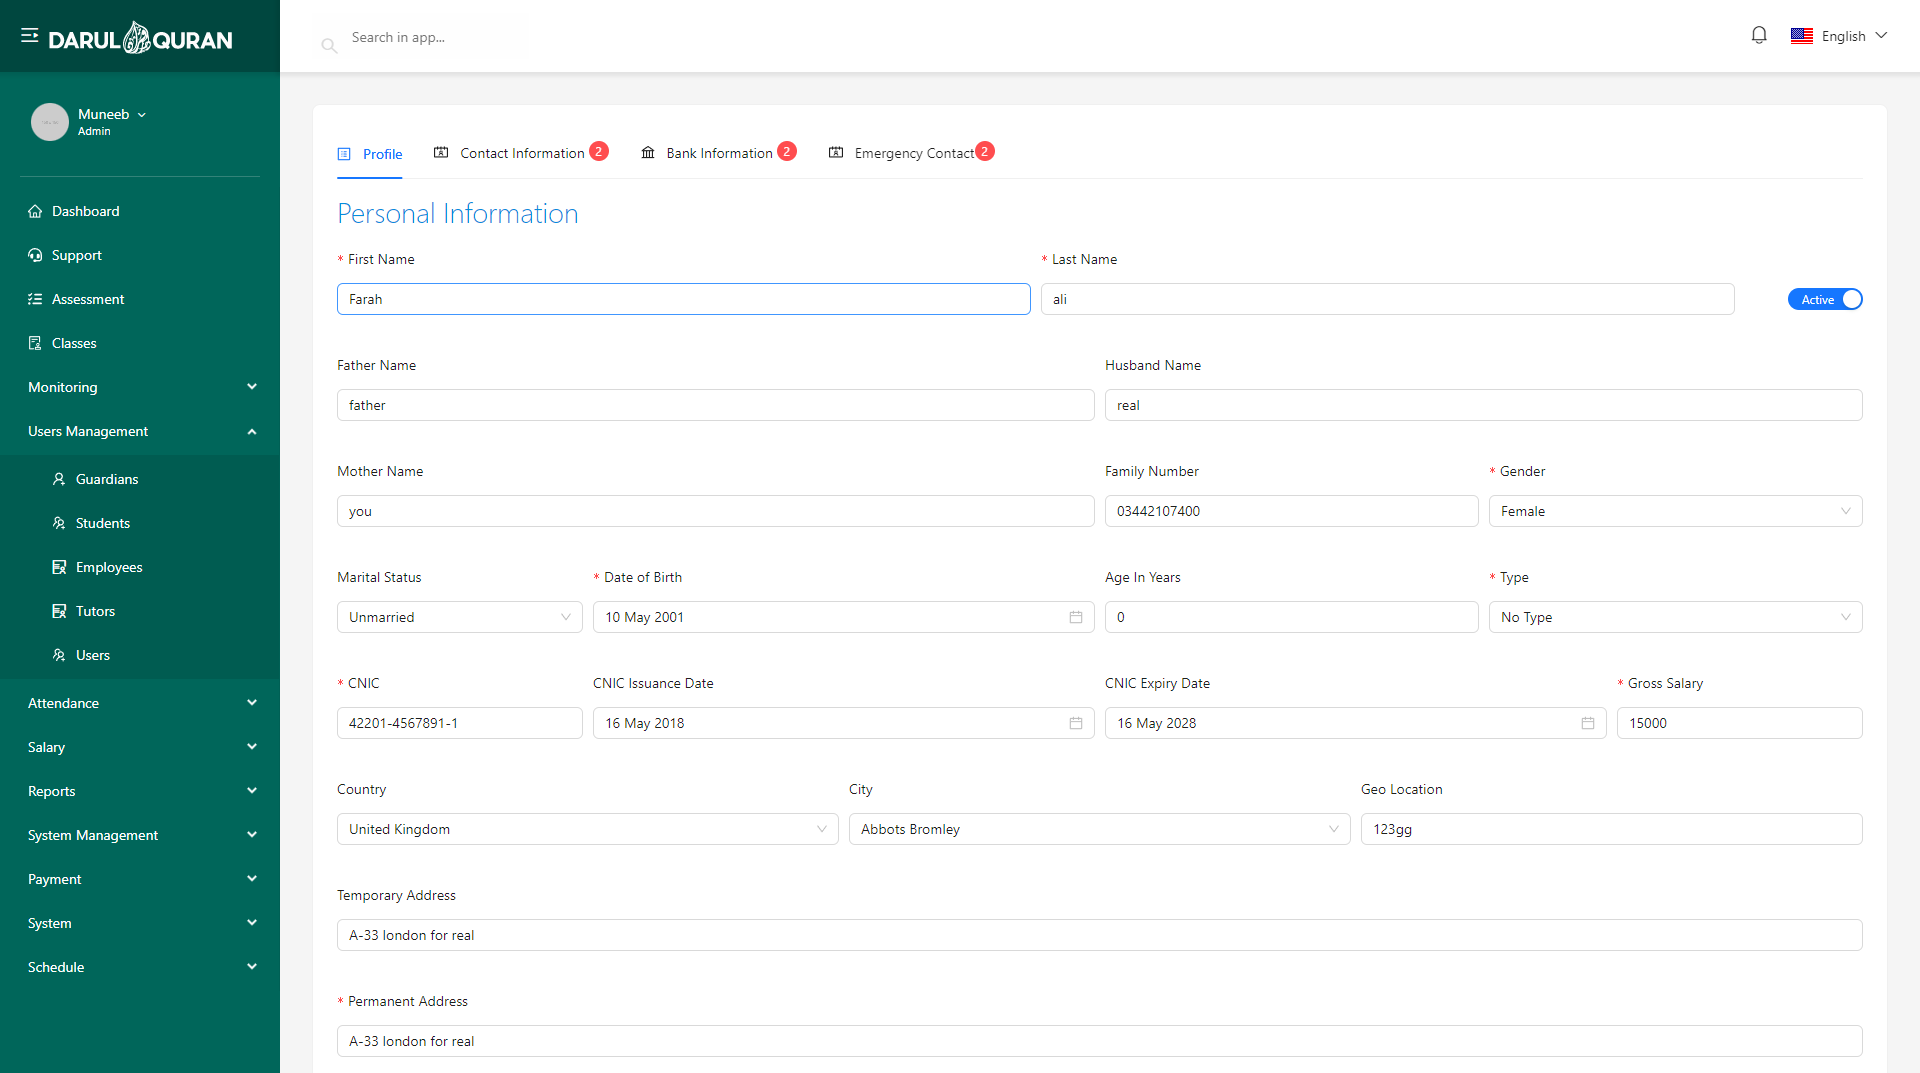 DARUL QURAN
Search in app...
English
Muneeb
Admin
Dashboard
Support
Assessment
Classes
Monitoring
Users Management
Guardians
Students
Employees
Tutors
Users
Attendance
Salary
Reports
System Management
Payment
System
Schedule
Profile
Contact Information 2
Bank Information 2
Emergency Contact 2
Personal Information
* First Name
* Last Name
Farah
ali
Active
Father Name
Husband Name
father
real
Mother Name
Family Number
* Gender
you
03442107400
Female
Marital Status
* Date of Birth
Age In Years
* Type
Unmarried
10 May 2001
0
No Type
* CNIC
CNIC Issuance Date
CNIC Expiry Date
* Gross Salary
42201-4567891-1
16 May 2018
16 May 2028
15000
Country
City
Geo Location
United Kingdom
Abbots Bromley
123gg
Temporary Address
A-33 london for real
* Permanent Address
A-33 london for real